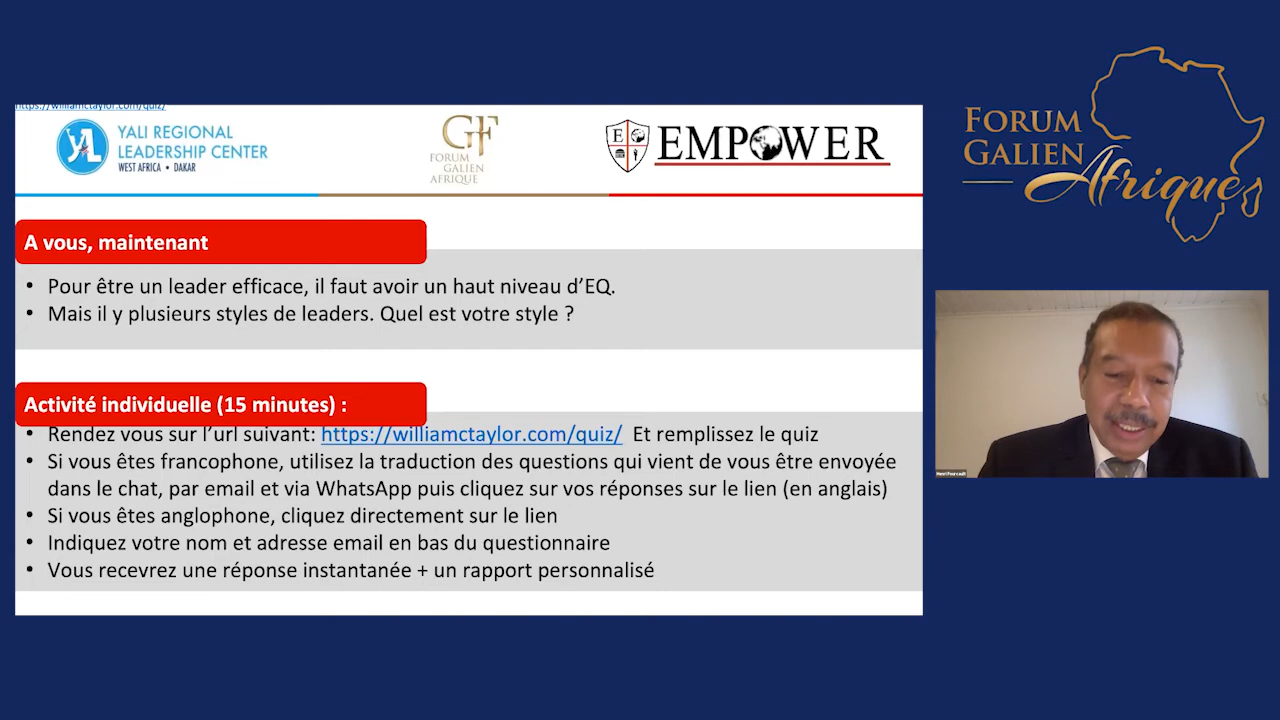 https://williamctaylor.com/quiz/
YALI REGIONAL
LEADERSHIP CENTER
WEST AFRICA • DAKAR
GF
FORUM
GALIEN
AFRIQUE
E
EMPOWER
FORUM
GALIEN
Afrique
A vous, maintenant
• Pour être un leader efficace, il faut avoir un haut niveau d’EQ.
• Mais il y plusieurs styles de leaders. Quel est votre style ?
Activité individuelle (15 minutes) :
• Rendez vous sur l’url suivant: https://williamctaylor.com/quiz/ Et remplissez le quiz
• Si vous êtes francophone, utilisez la traduction des questions qui vient de vous être envoyée
dans le chat, par email et via WhatsApp puis cliquez sur vos réponses sur le lien (en anglais)
• Si vous êtes anglophone, cliquez directement sur le lien
• Indiquez votre nom et adresse email en bas du questionnaire
• Vous recevrez une réponse instantanée + un rapport personnalisé